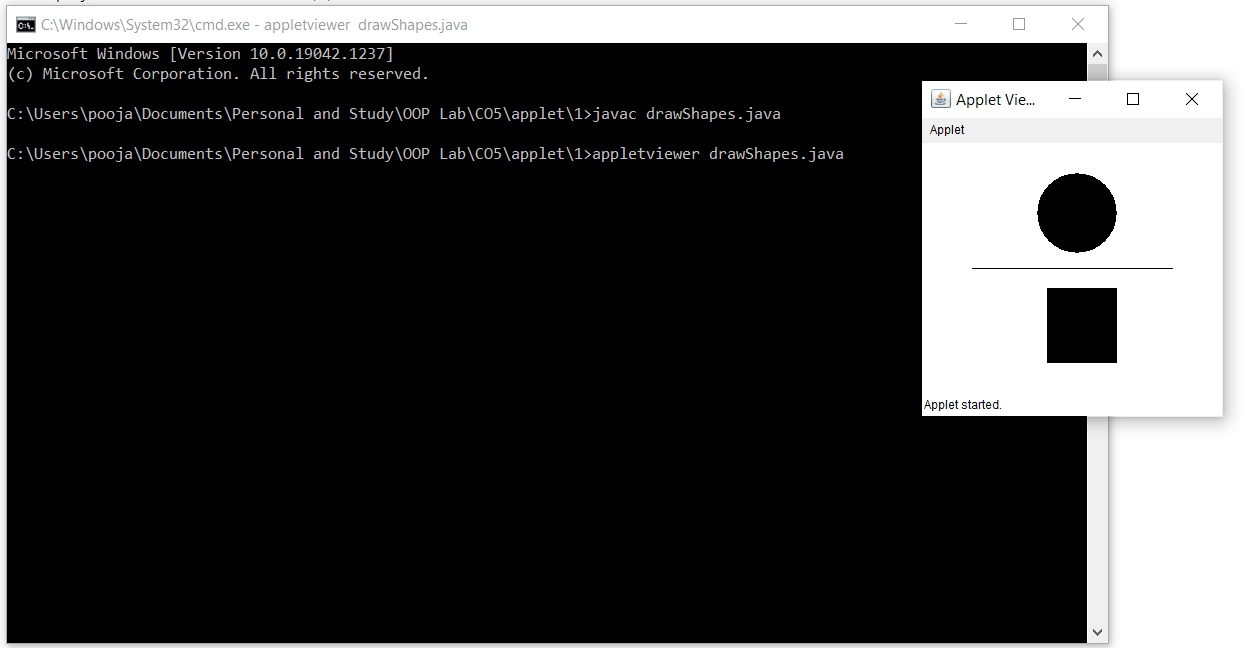 C:\Windows\System32\cmd.exe - appletviewer  drawShapes.java
Microsoft Windows [Version 10.0.19042.1237]
(c) Microsoft Corporation. All rights reserved.
C:\Users\pooja\Documents\Personal and Study\OOP Lab\CO5\applet\1>javac drawShapes.java
C:\Users\pooja\Documents\Personal and Study\OOP Lab\CO5\applet\1>appletviewer drawShapes.java
Applet Vie...
Applet
Applet started.